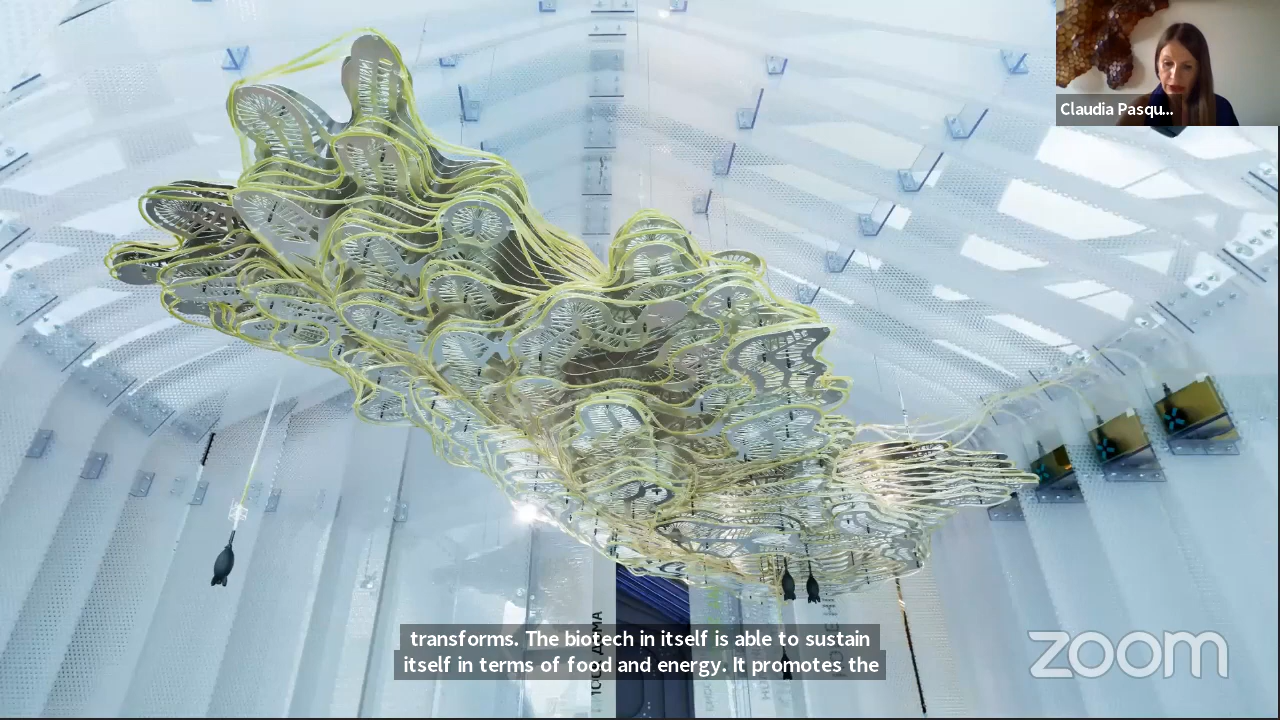 Claudia Pasqu...
transforms. The biotech in itself is able to sustain
itself in terms of food and energy. It promotes the
zoom